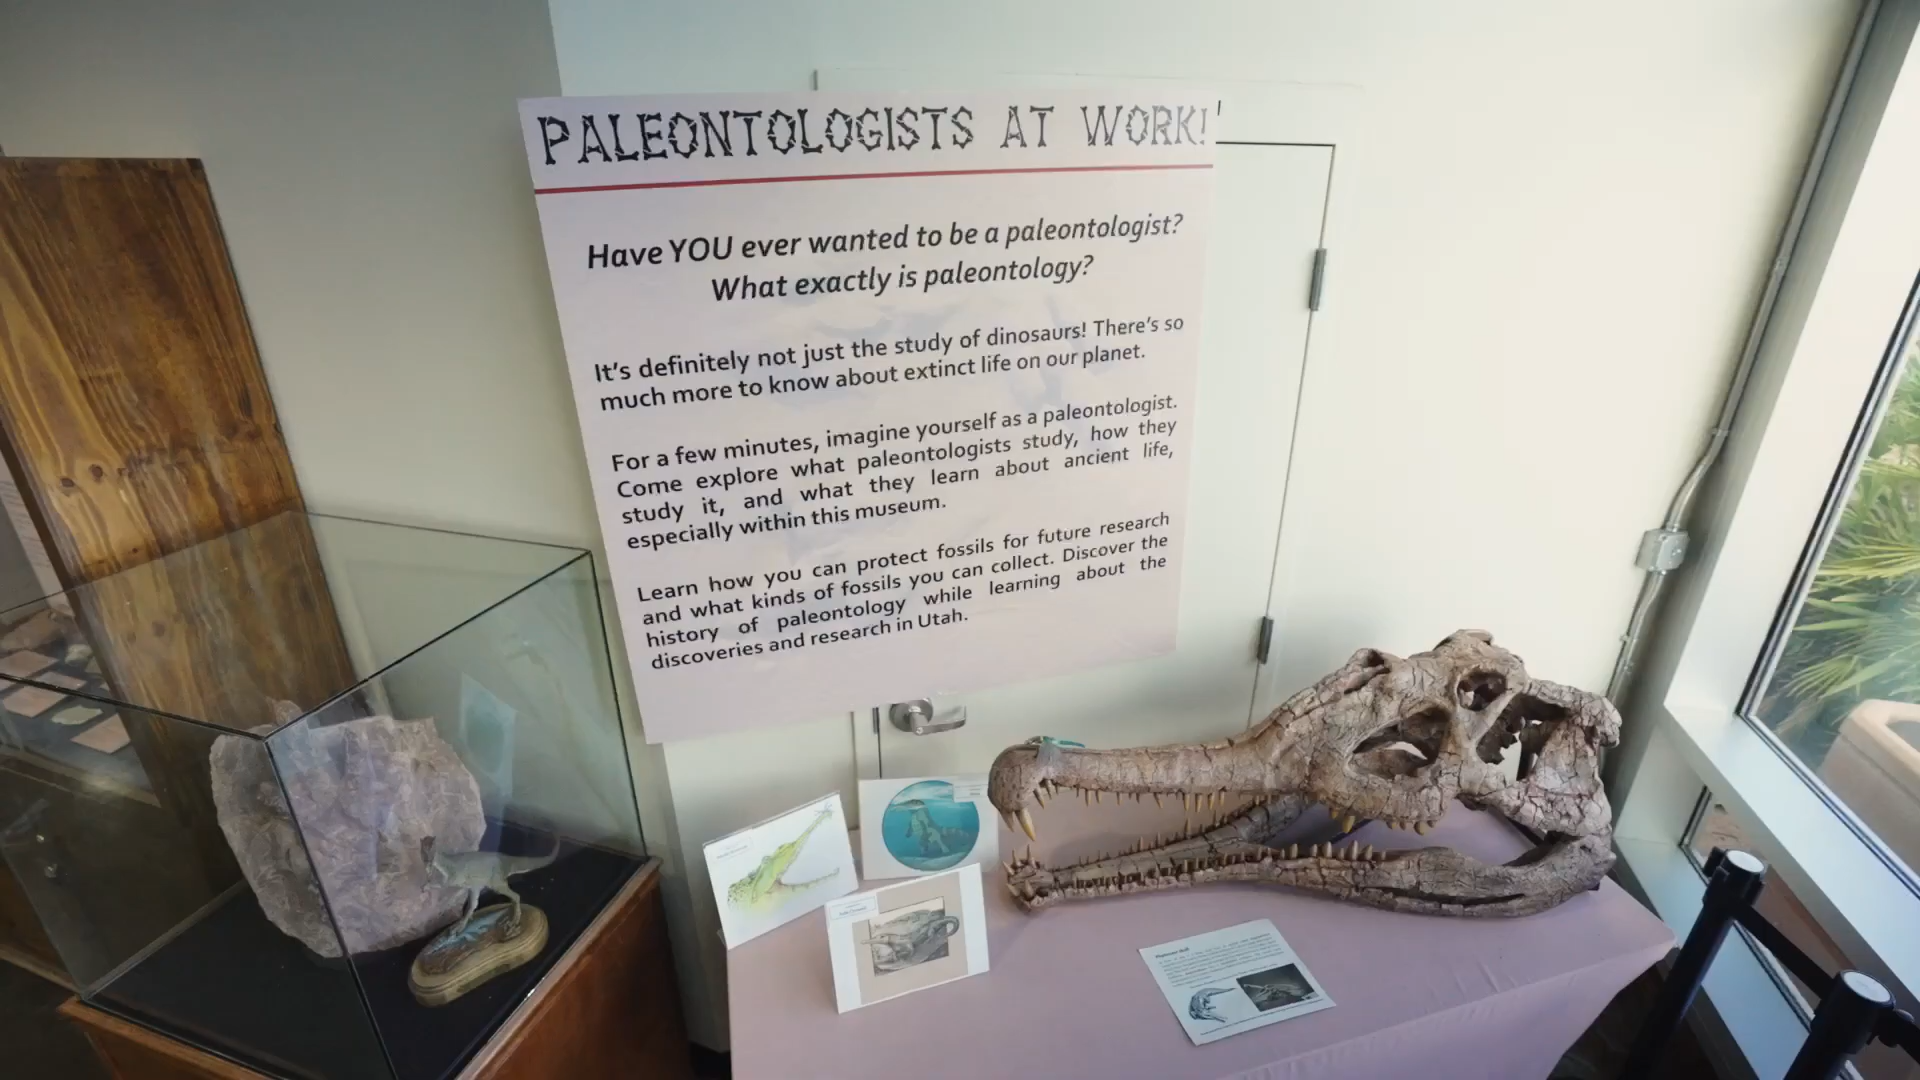 PALEONTOLOGISTS AT WORK!
Have YOU ever wanted to be a paleontologist?
What exactly is paleontology?
It's definitely not just the study of dinosaurs! There's so
much more to know about extinct life on our planet.
For a few minutes, imagine yourself as a paleontologist.
Come explore what paleontologists study, how they
study it, and what they learn about ancient life,
especially within this museum.
Learn how you can protect fossils for future research
and what kinds of fossils you can collect. Discover the
history of paleontology while learning about the
discoveries and research in Utah.